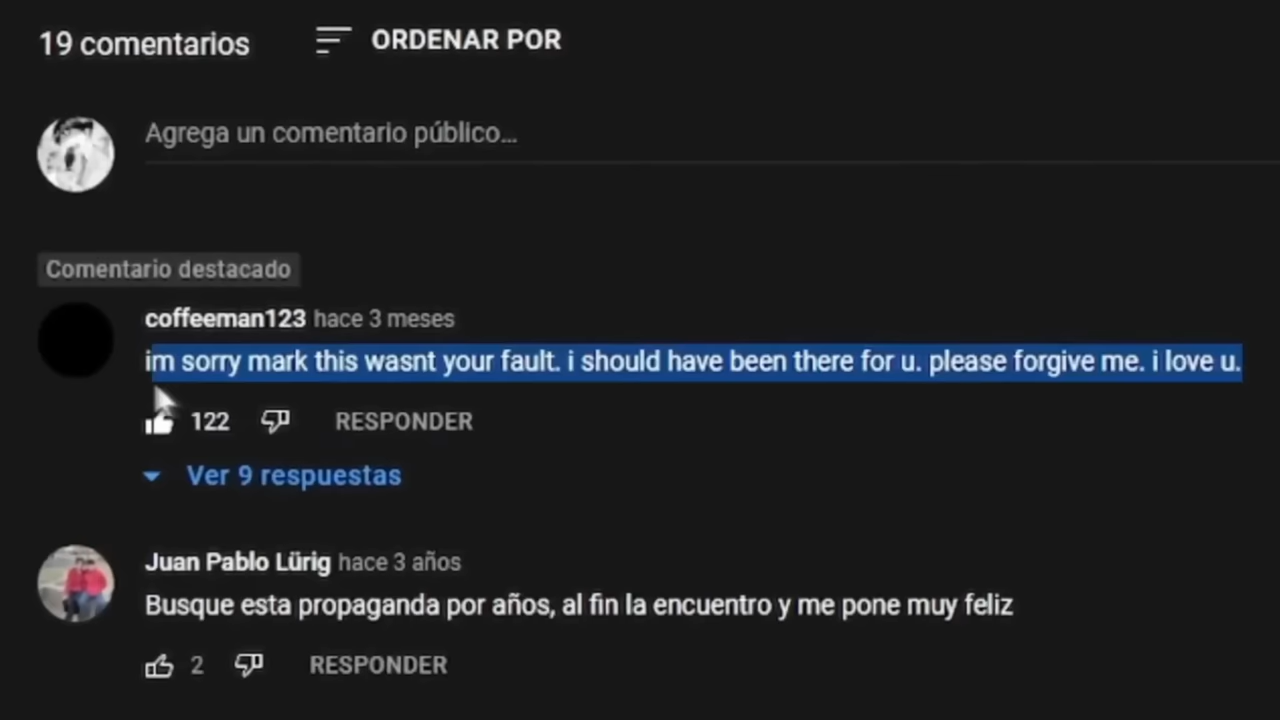 19 comentarios
ORDENAR POR
Agrega un comentario público...
Comentario destacado
coffeeman123 hace 3 meses
im sorry mark this wasnt your fault. i should have been there for u. please forgive me. i love u.
122 RESPONDER
Ver 9 respuestas
Juan Pablo Lürig hace 3 años
Busque esta propaganda por años, al fin la encuentro y me pone muy feliz
2 RESPONDER